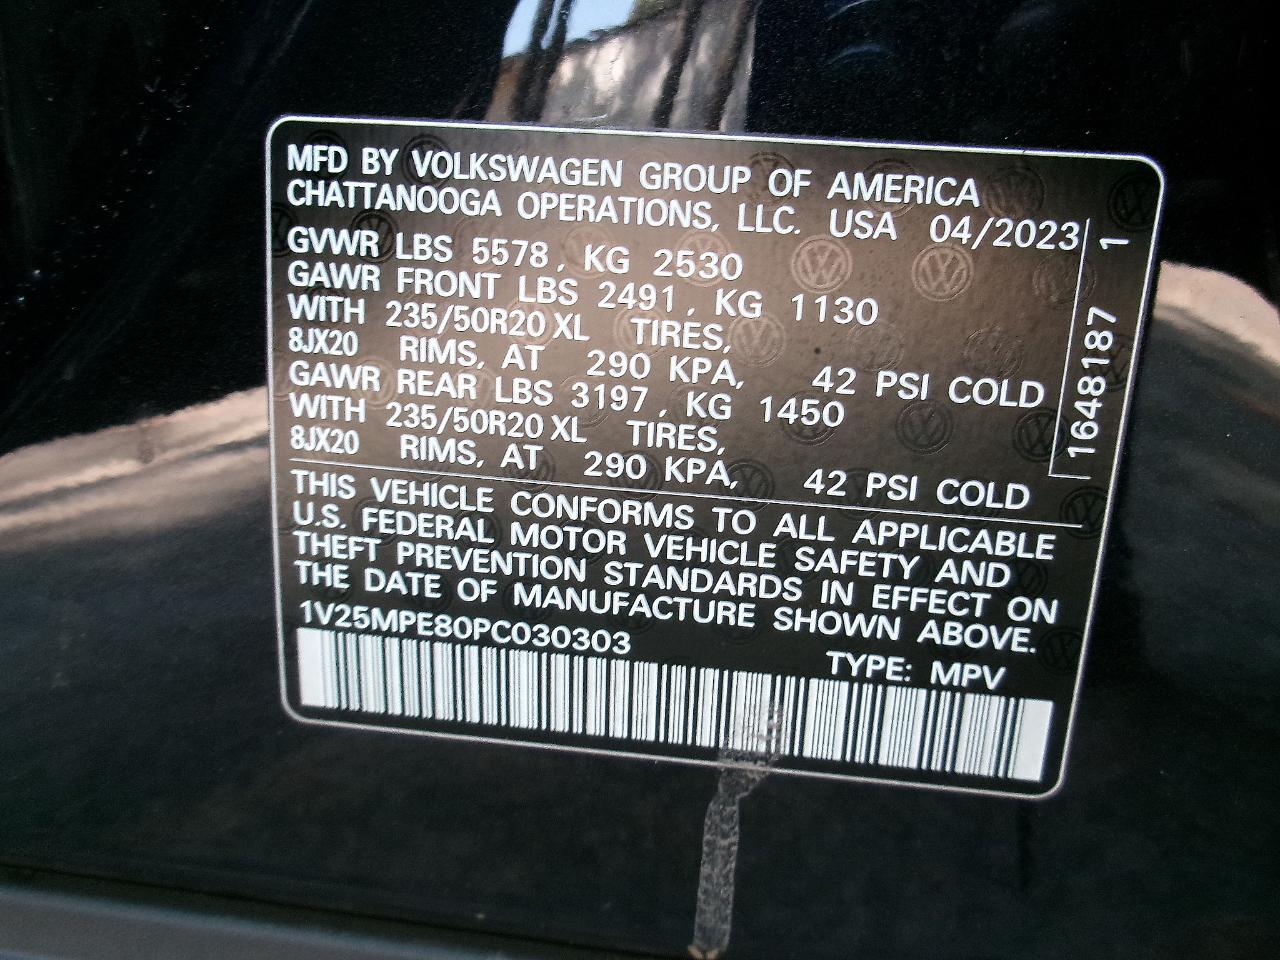 MFD BY VOLKSWAGEN GROUP OF AMERICA
CHATTANOOGA OPERATIONS, LLC. USA 04/2023
GVWR LBS 5578, KG 2530
GAWR FRONT LBS 2491, KG 1130
WITH 235/50R20 XL TIRES,
8JX20 RIMS, AT 290 KPA, 42 PSI COLD
GAWR REAR LBS 3197, KG 1450
WITH 235/50R20 XL TIRES,
8JX20 RIMS, AT 290 KPA, 42 PSI COLD
1648187 1
THIS VEHICLE CONFORMS TO ALL APPLICABLE
U.S. FEDERAL MOTOR VEHICLE SAFETY AND
THEFT PREVENTION STANDARDS IN EFFECT ON
THE DATE OF MANUFACTURE SHOWN ABOVE.
1V25MPE80PC030303
TYPE: MPV